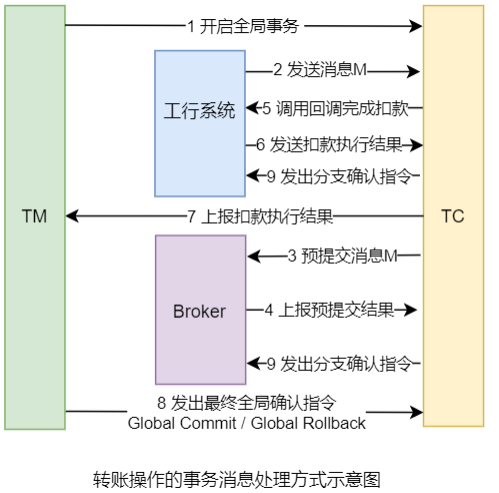 1 开启全局事务
2 发送消息M
工行系统
5 调用回调完成扣款
6 发送扣款执行结果
9 发出分支确认指令
TM
7 上报扣款执行结果
TC
3 预提交消息M
Broker
4 上报预提交结果
9 发出分支确认指令
8 发出最终全局确认指令
Global Commit / Global Rollback
转账操作的事务消息处理方式示意图